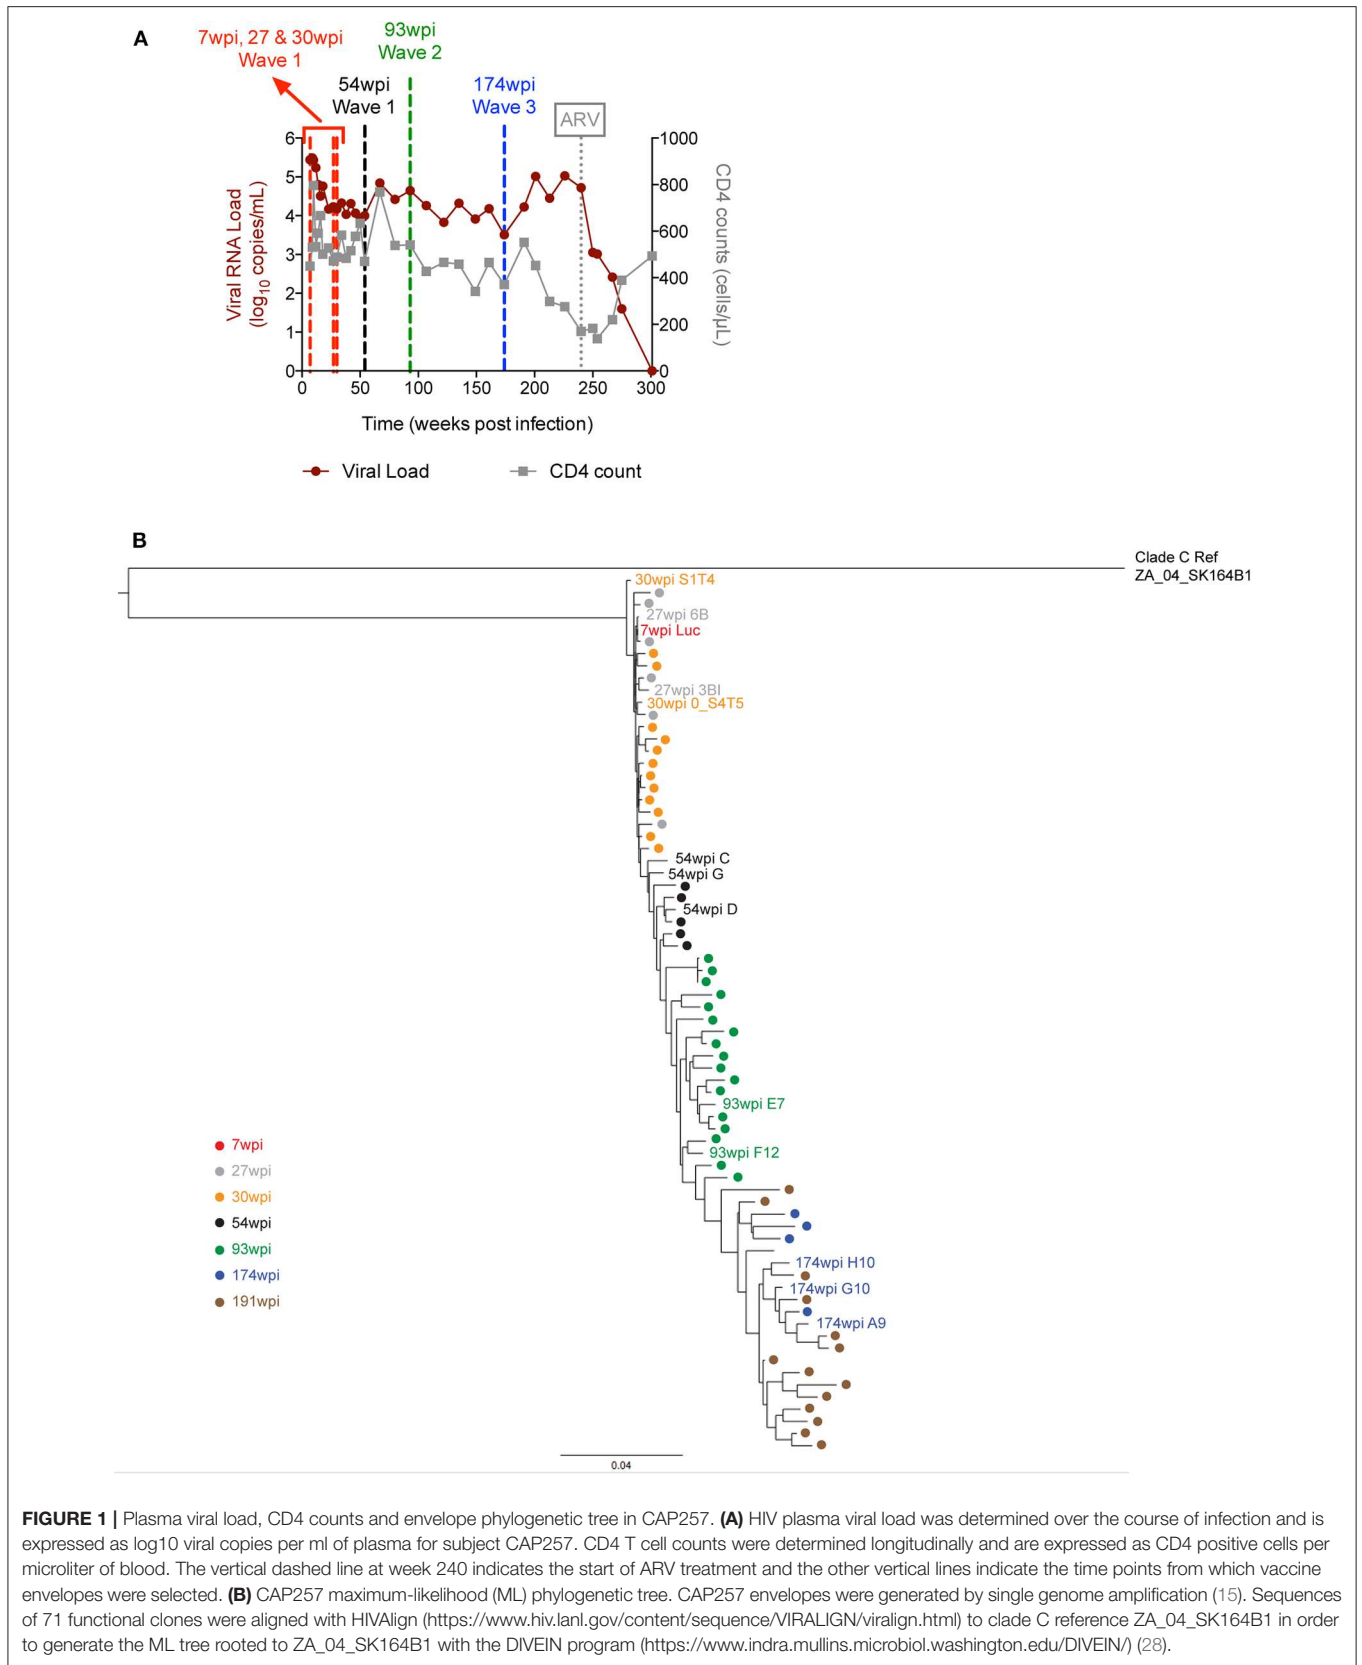 A
7wpi, 27 & 30wpi
Wave 1
93wpi
Wave 2
54wpi
Wave 1
174wpi
Wave 3
ARV
6
5
4
3
2
1
0
Viral RNA Load
(log10 copies/mL)
1000
800
600
400
200
0
CD4 counts (cells/µL)
0 50 100 150 200 250 300
Time (weeks post infection)
Viral Load
CD4 count
B
Clade C Ref
ZA_04_SK164B1
30wpi S1T4
27wpi 6B
7wpi Luc
27wpi 3BI
30wpi 0_S4T5
54wpi C
54wpi G
54wpi D
93wpi E7
93wpi F12
174wpi H10
174wpi G10
174wpi A9
7wpi
27wpi
30wpi
54wpi
93wpi
174wpi
191wpi
0.04
FIGURE 1 | Plasma viral load, CD4 counts and envelope phylogenetic tree in CAP257. (A) HIV plasma viral load was determined over the course of infection and is
expressed as log10 viral copies per ml of plasma for subject CAP257. CD4 T cell counts were determined longitudinally and are expressed as CD4 positive cells per
microliter of blood. The vertical dashed line at week 240 indicates the start of ARV treatment and the other vertical lines indicate the time points from which vaccine
envelopes were selected. (B) CAP257 maximum-likelihood (ML) phylogenetic tree. CAP257 envelopes were generated by single genome amplification (15). Sequences
of 71 functional clones were aligned with HIVAlign (https://www.hiv.lanl.gov/content/sequence/VIRALIGN/viralign.html) to clade C reference ZA_04_SK164B1 in order
to generate the ML tree rooted to ZA_04_SK164B1 with the DIVEIN program (https://www.indra.mullins.microbiol.washington.edu/DIVEIN/) (28).